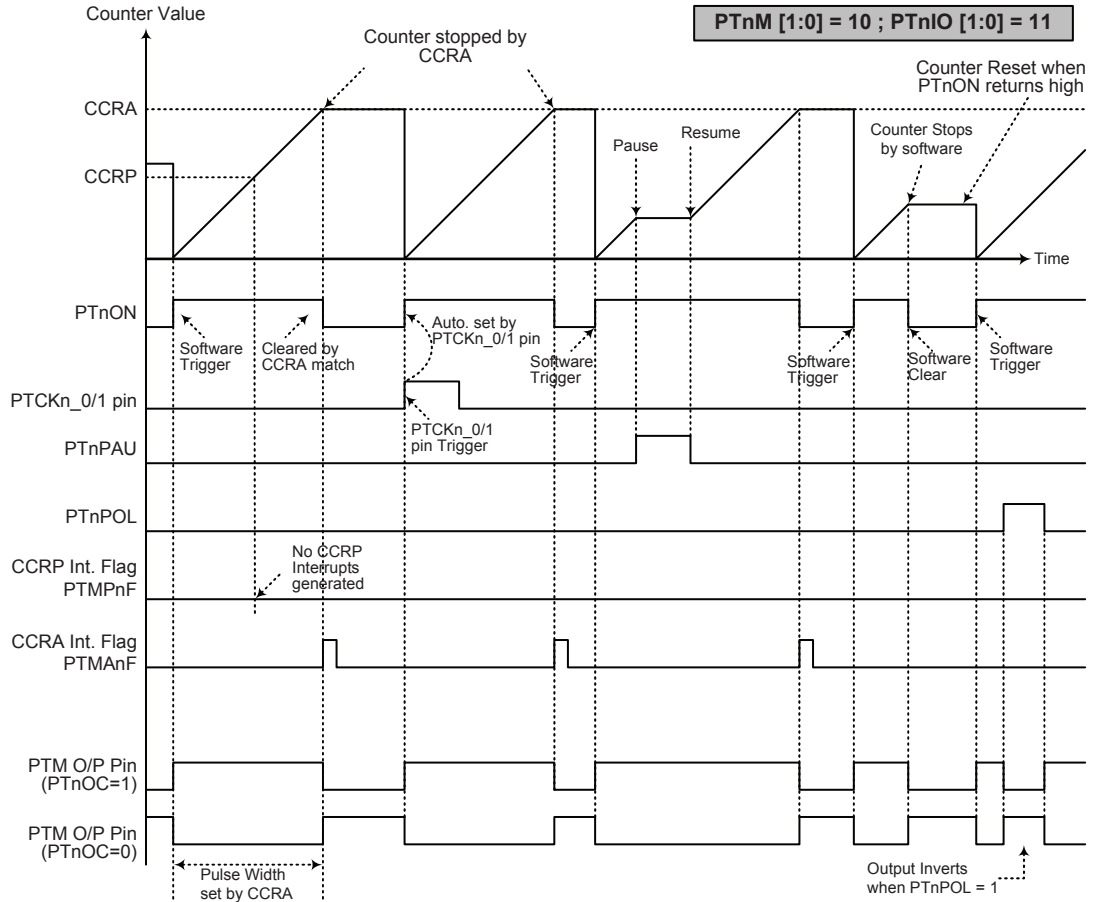 Counter Value
PTnM [1:0] = 10 ; PTnIO [1:0] = 11
Counter stopped by
CCRA
Counter Reset when
PTnON returns high
CCRA
Pause
Resume
Counter Stops
by software
CCRP
Time
PTnON
Software
Trigger
Cleared by
CCRA match
Auto. set by
PTCKn_0/1 pin
Software
Trigger
Software
Trigger
Software
Clear
Software
Trigger
PTCKn_0/1 pin
PTCKn_0/1
pin Trigger
PTnPAU
PTnPOL
CCRP Int. Flag
PTMPnF
No CCRP
Interrupts
generated
CCRA Int. Flag
PTMAnF
PTM O/P Pin
(PTnOC=1)
PTM O/P Pin
(PTnOC=0)
Pulse Width
set by CCRA
Output Inverts
when PTnPOL = 1